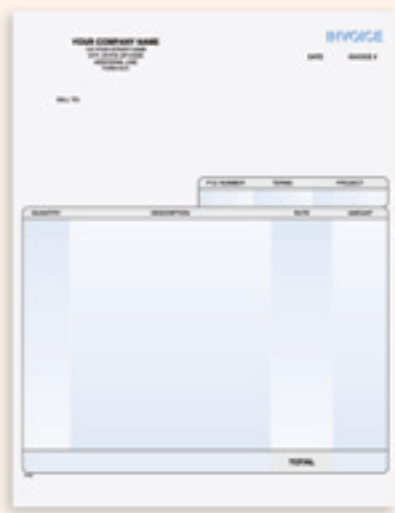 YOUR COMPANY NAME
INVOICE
DATE INVOICE #
BILL TO
P.O. NUMBER TERMS PROJECT
QUANTITY DESCRIPTION RATE AMOUNT
TOTAL